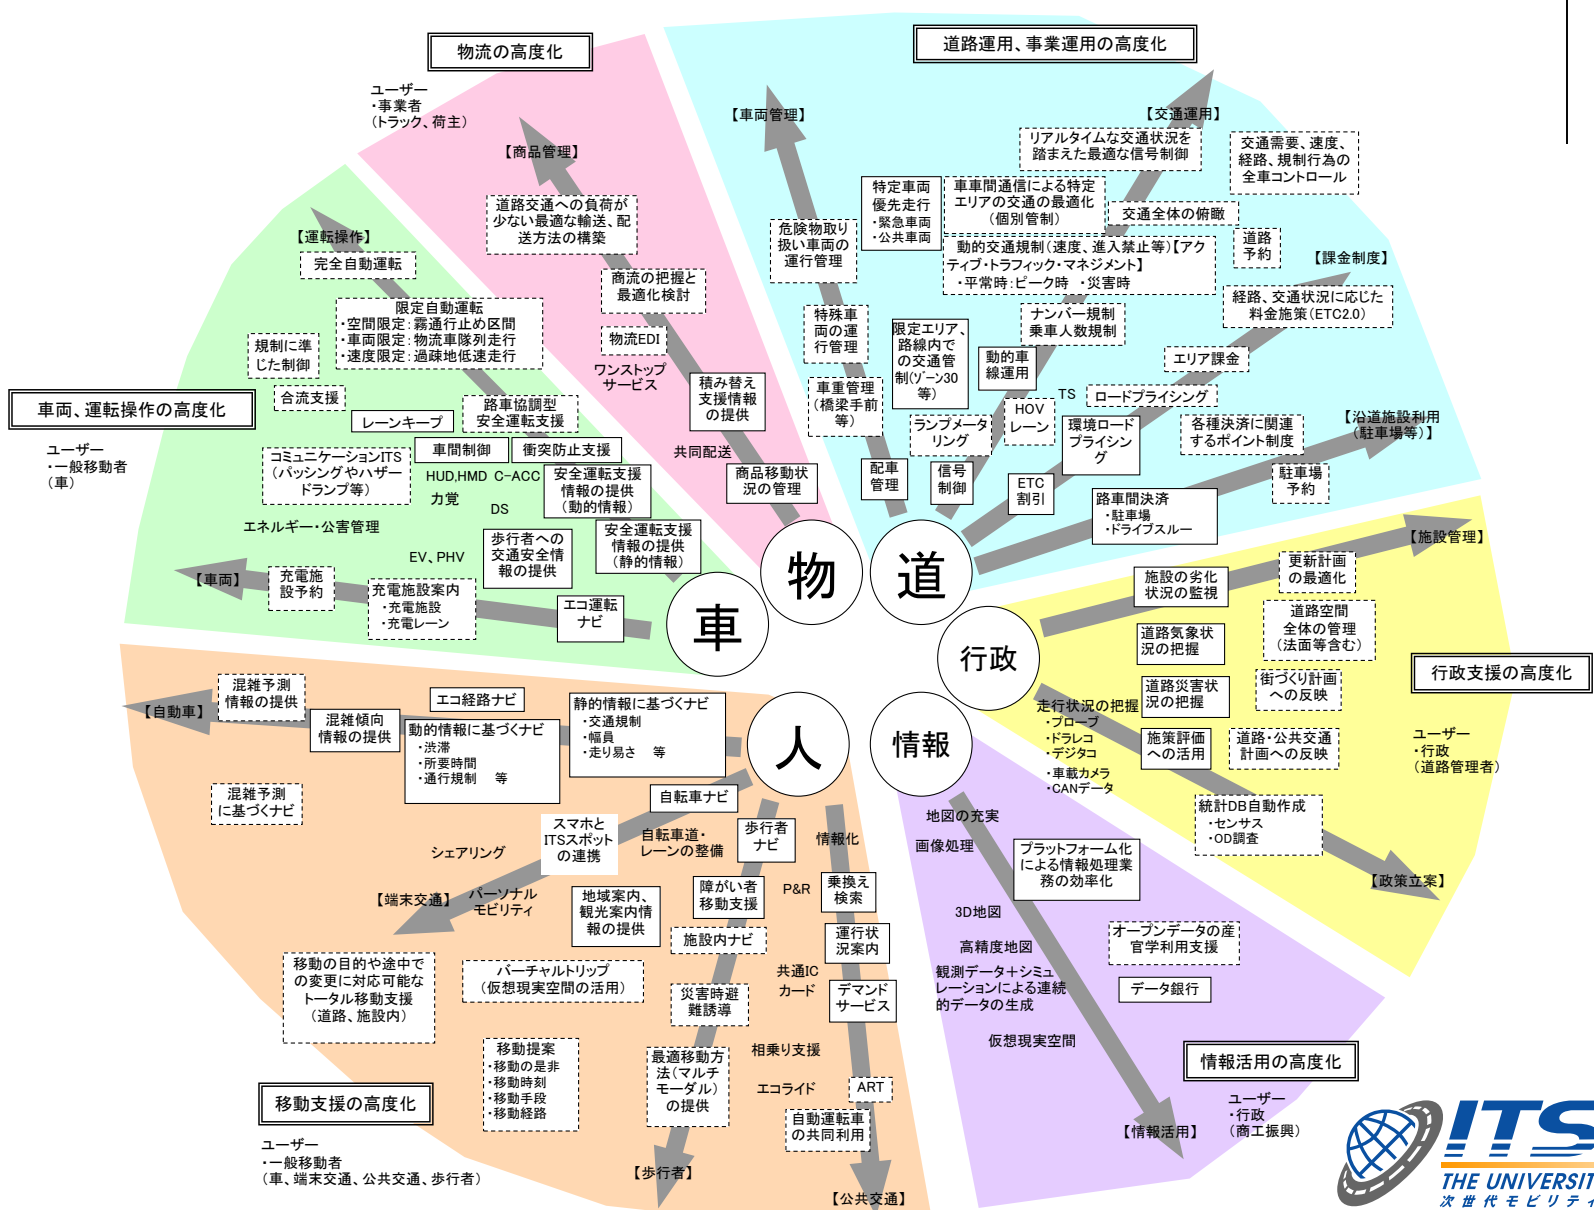 物流の高度化
ユーザー
・事業者
(トラック、荷主)
【商品管理】
道路交通への負荷が
少ない最適な輸送、配
送方法の構築
商流の把握と
最適化検討
物流EDI
ワンストップ
サービス
積み替え
支援情報
の提供
共同配送
商品移動状
況の管理
物
道路運用、事業運用の高度化
【車両管理】
危険物取り
扱い車両の
運行管理
特殊車
両の運
行管理
車重管理
(橋梁手前
等)
配車
管理
【交通運用】
リアルタイムな交通状況を
踏まえた最適な信号制御
交通需要、速度、
経路、規制行為の
全車コントロール
特定車両
優先走行
・緊急車両
・公共車両
車車間通信による特定
エリアの交通の最適化
(個別管制)
交通全体の俯瞰
道路
予約
動的交通規制(速度、進入禁止等)【アク
ティブ・トラフィック・マネジメント】
・平常時:ピーク時 ・災害時
ナンバー規制
乗車人数規制
限定エリア、
路線内で
の交通管
制(ゾーン30
等)
動的車
線運用
ランプメータ
リング
HOV
レーン
信号
制御
【課金制度】
経路、交通状況に応じた
料金施策(ETC2.0)
エリア課金
TS
ロードプライシング
環境ロード
プライシン
グ
各種決済に関連
するポイント制度
ETC
割引
【沿道施設利用
(駐車場等)】
駐車場
予約
路車間決済
・駐車場
・ドライブスルー
道
車両、運転操作の高度化
ユーザー
・一般移動者
(車)
【運転操作】
完全自動運転
限定自動運転
・空間限定:霧通行止め区間
・車両限定:物流車隊列走行
・速度限定:過疎地低速走行
規制に準
じた制御
合流支援
レーンキープ
路車協調型
安全運転支援
車間制御
衝突防止支援
コミュニケーションITS
(パッシングやハザー
ドランプ等)
HUD,HMD C-ACC
力覚
DS
安全運転支援
情報の提供
(動的情報)
エネルギー・公害管理
安全運転支援
情報の提供
(静的情報)
歩行者への
交通安全情
報の提供
EV、PHV
【車両】
充電施
設予約
充電施設案内
・充電施設
・充電レーン
エコ運転
ナビ
車
【施設管理】
更新計画
の最適化
施設の劣化
状況の監視
道路空間
全体の管理
(法面等含む)
道路気象状
況の把握
道路災害状
況の把握
街づくり計画
への反映
行政支援の高度化
ユーザー
・行政
(道路管理者)
走行状況の把握
・プローブ
・ドラレコ
・デジタコ
・車載カメラ
・CANデータ
施策評価
への活用
道路・公共交通
計画への反映
統計DB自動作成
・センサス
・OD調査
【政策立案】
行政
【自動車】
混雑予測
情報の提供
混雑傾向
情報の提供
エコ経路ナビ
動的情報に基づくナビ
・渋滞
・所要時間
・通行規制 等
静的情報に基づくナビ
・交通規制
・幅員
・走り易さ 等
混雑予測
に基づくナビ
人
自転車ナビ
スマホと
ITSスポット
の連携
自転車道・
レーンの整備
シェアリング
【端末交通】
パーソナル
モビリティ
歩行者
ナビ
障がい者
移動支援
地域案内、
観光案内情
報の提供
施設内ナビ
移動の目的や途中で
の変更に対応可能な
トータル移動支援
(道路、施設内)
バーチャルトリップ
(仮想現実空間の活用)
災害時避
難誘導
移動提案
・移動の是非
・移動時刻
・移動手段
・移動経路
最適移動方
法(マルチ
モーダル)
の提供
【歩行者】
情報化
P&R
乗換え
検索
運行状
況案内
共通IC
カード
デマンド
サービス
相乗り支援
エコライド
ART
自動運転車
の共同利用
【公共交通】
移動支援の高度化
ユーザー
・一般移動者
(車、端末交通、公共交通、歩行者)
情報
地図の充実
画像処理
プラットフォーム化
による情報処理業
務の効率化
3D地図
高精度地図
オープンデータの産
官学利用支援
観測データ+シミュ
レーションによる連続
的データの生成
データ銀行
仮想現実空間
【情報活用】
情報活用の高度化
ユーザー
・行政
(商工振興)
ITS
THE UNIVERSIT
次世代モビリティ